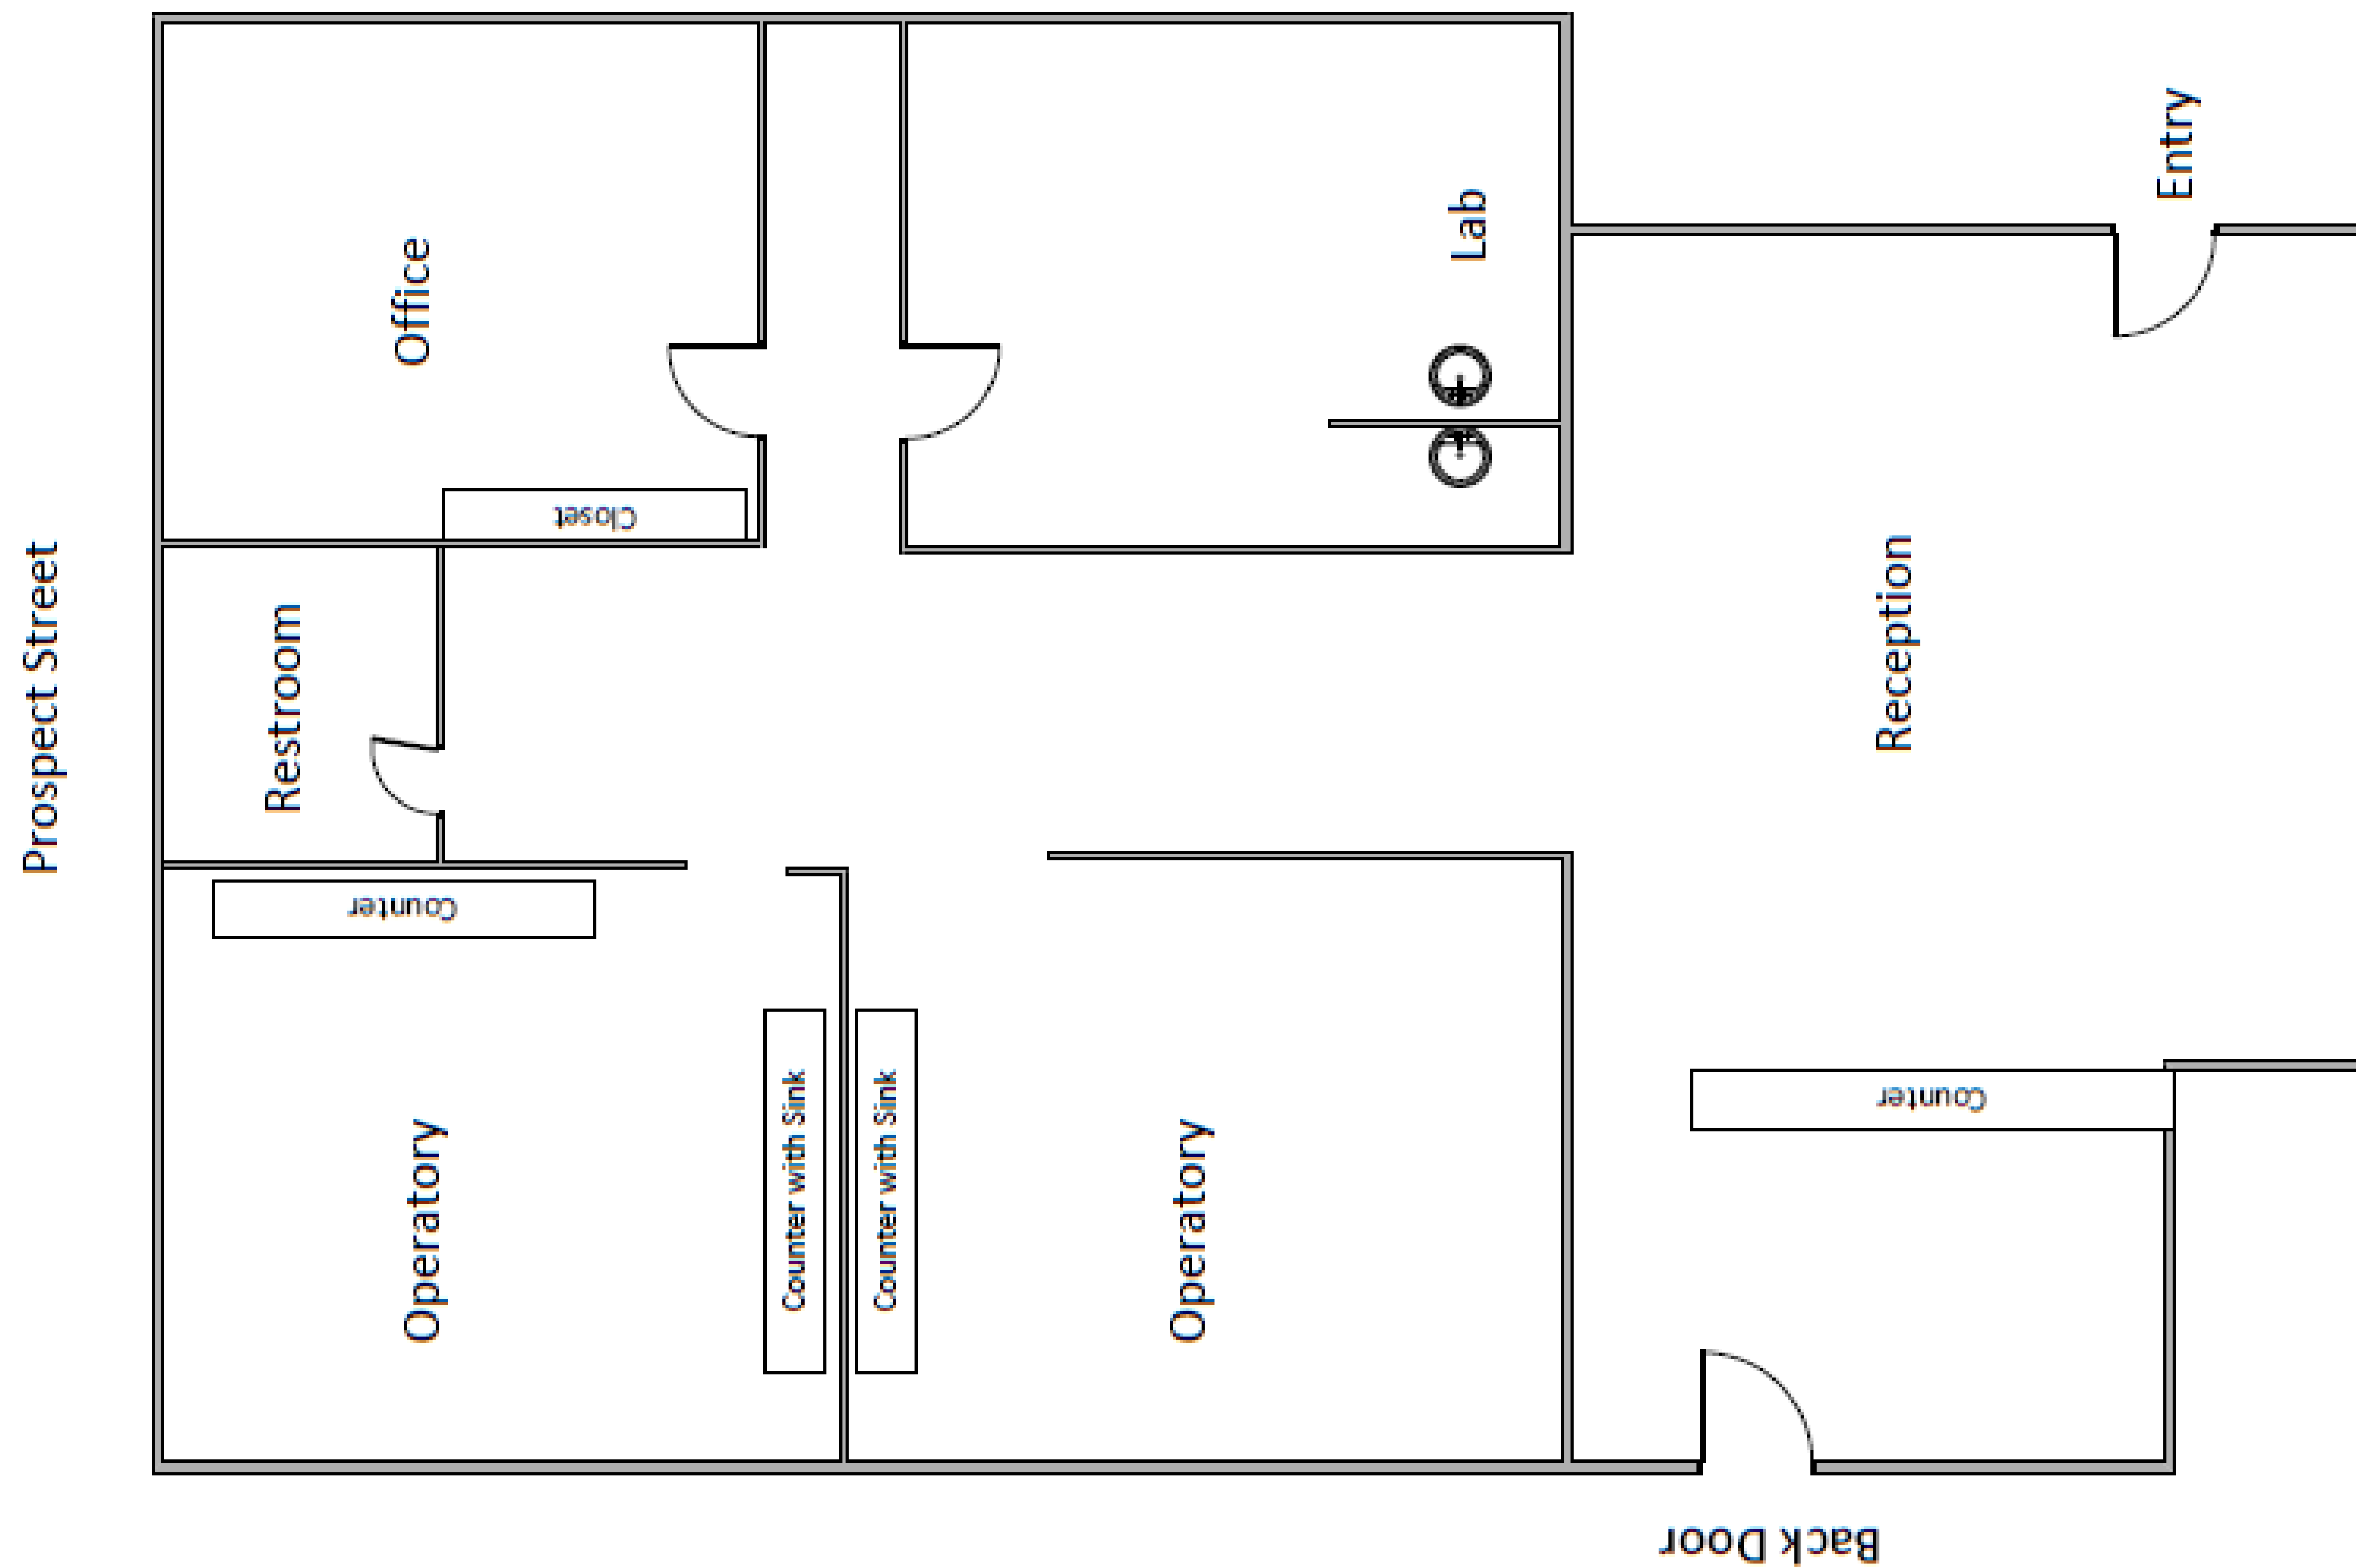 Prospect Street
Office
Closet
Restroom
Counter
Operatory
Counter with Sink
Counter with Sink
Operatory
Lab
Entry
Reception
Counter
Back Door